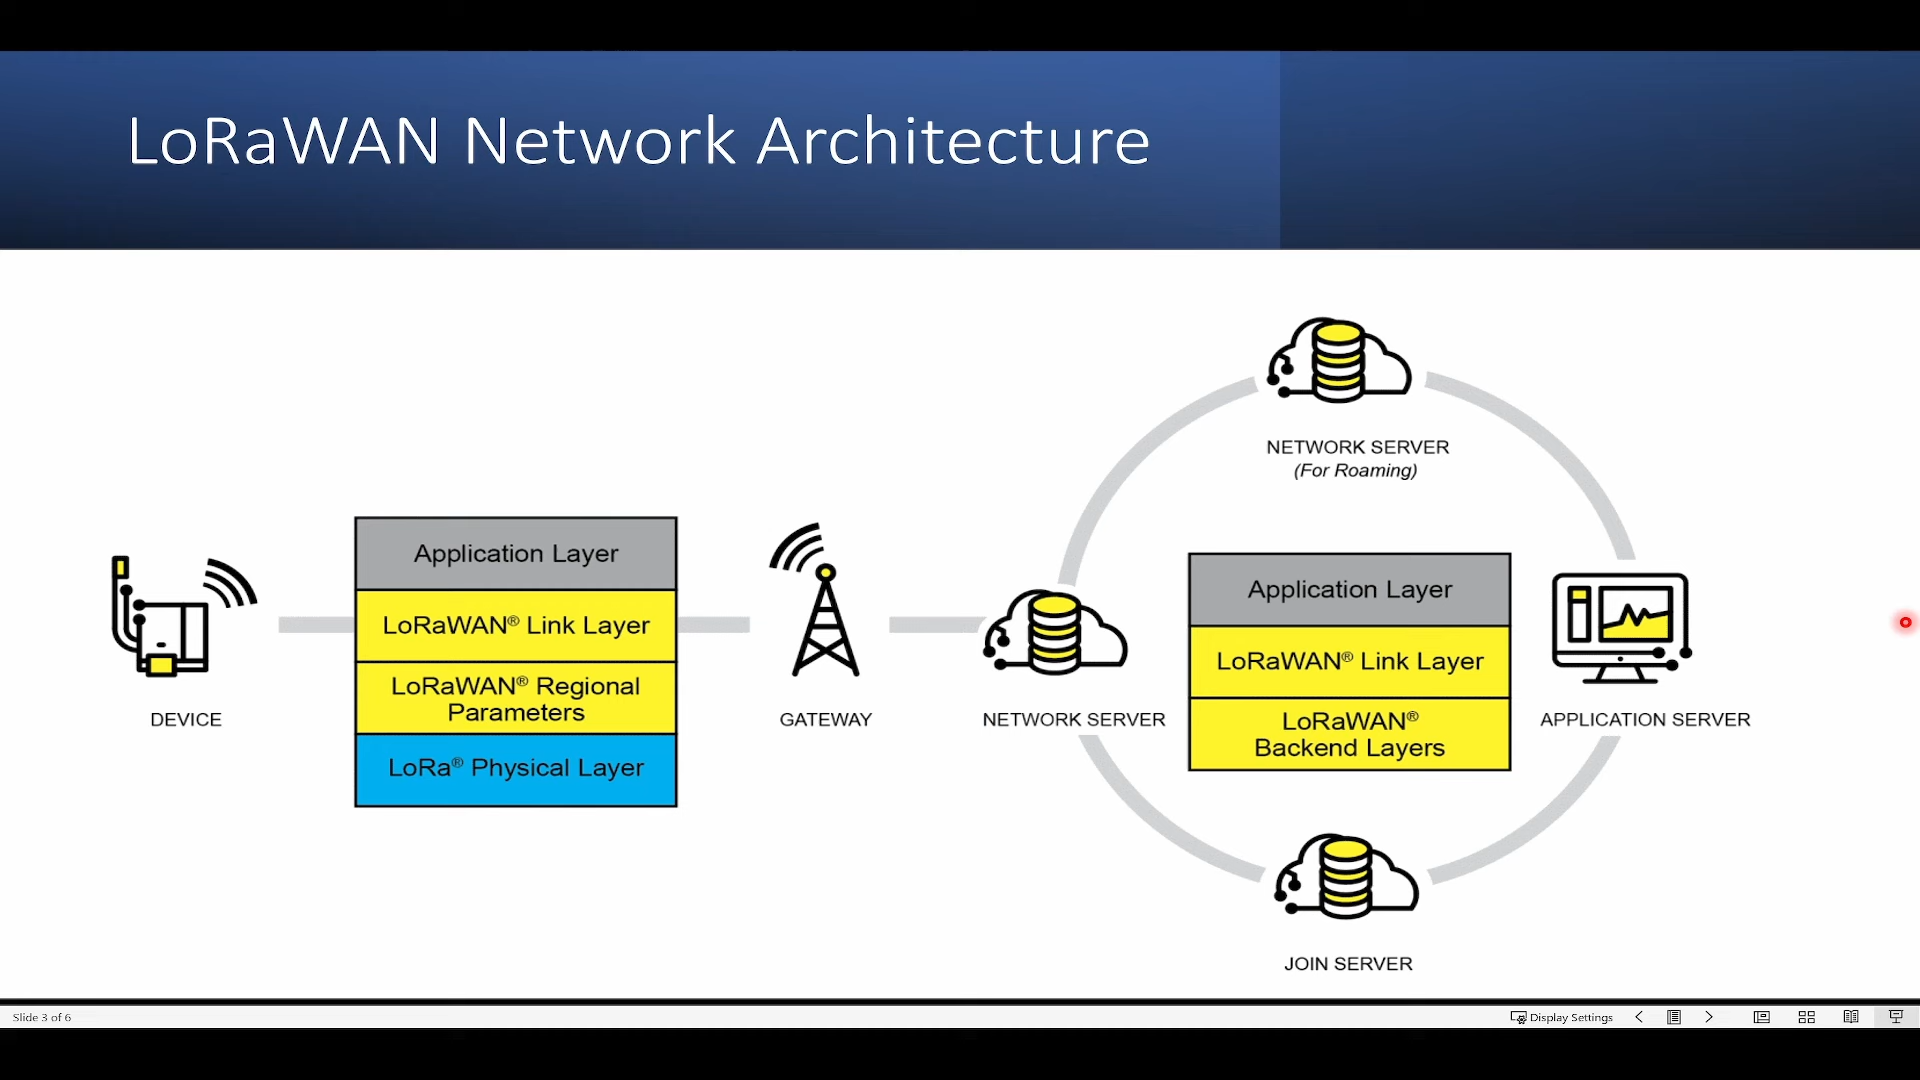 LoRaWAN Network Architecture
NETWORK SERVER
(For Roaming)
Application Layer
LoRaWAN® Link Layer
LoRaWAN® Regional
Parameters
LoRa® Physical Layer
Application Layer
LoRaWAN® Link Layer
LoRaWAN®
Backend Layers
DEVICE
GATEWAY
NETWORK SERVER
APPLICATION SERVER
JOIN SERVER
Slide 3 of 6
Display Settings